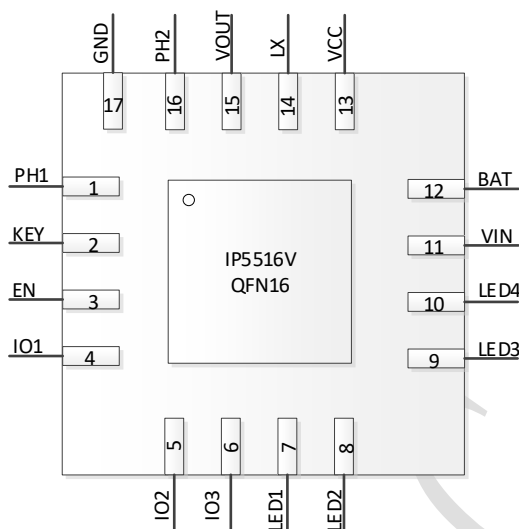 GND
PH2
VOUT
LX
VCC
17
16
15
14
13
PH1
1
KEY
2
EN
3
IO1
4
IP5516V
QFN16
12
BAT
11
VIN
10
LED4
9
LED3
5
6
7
8
IO2
IO3
LED1
LED2